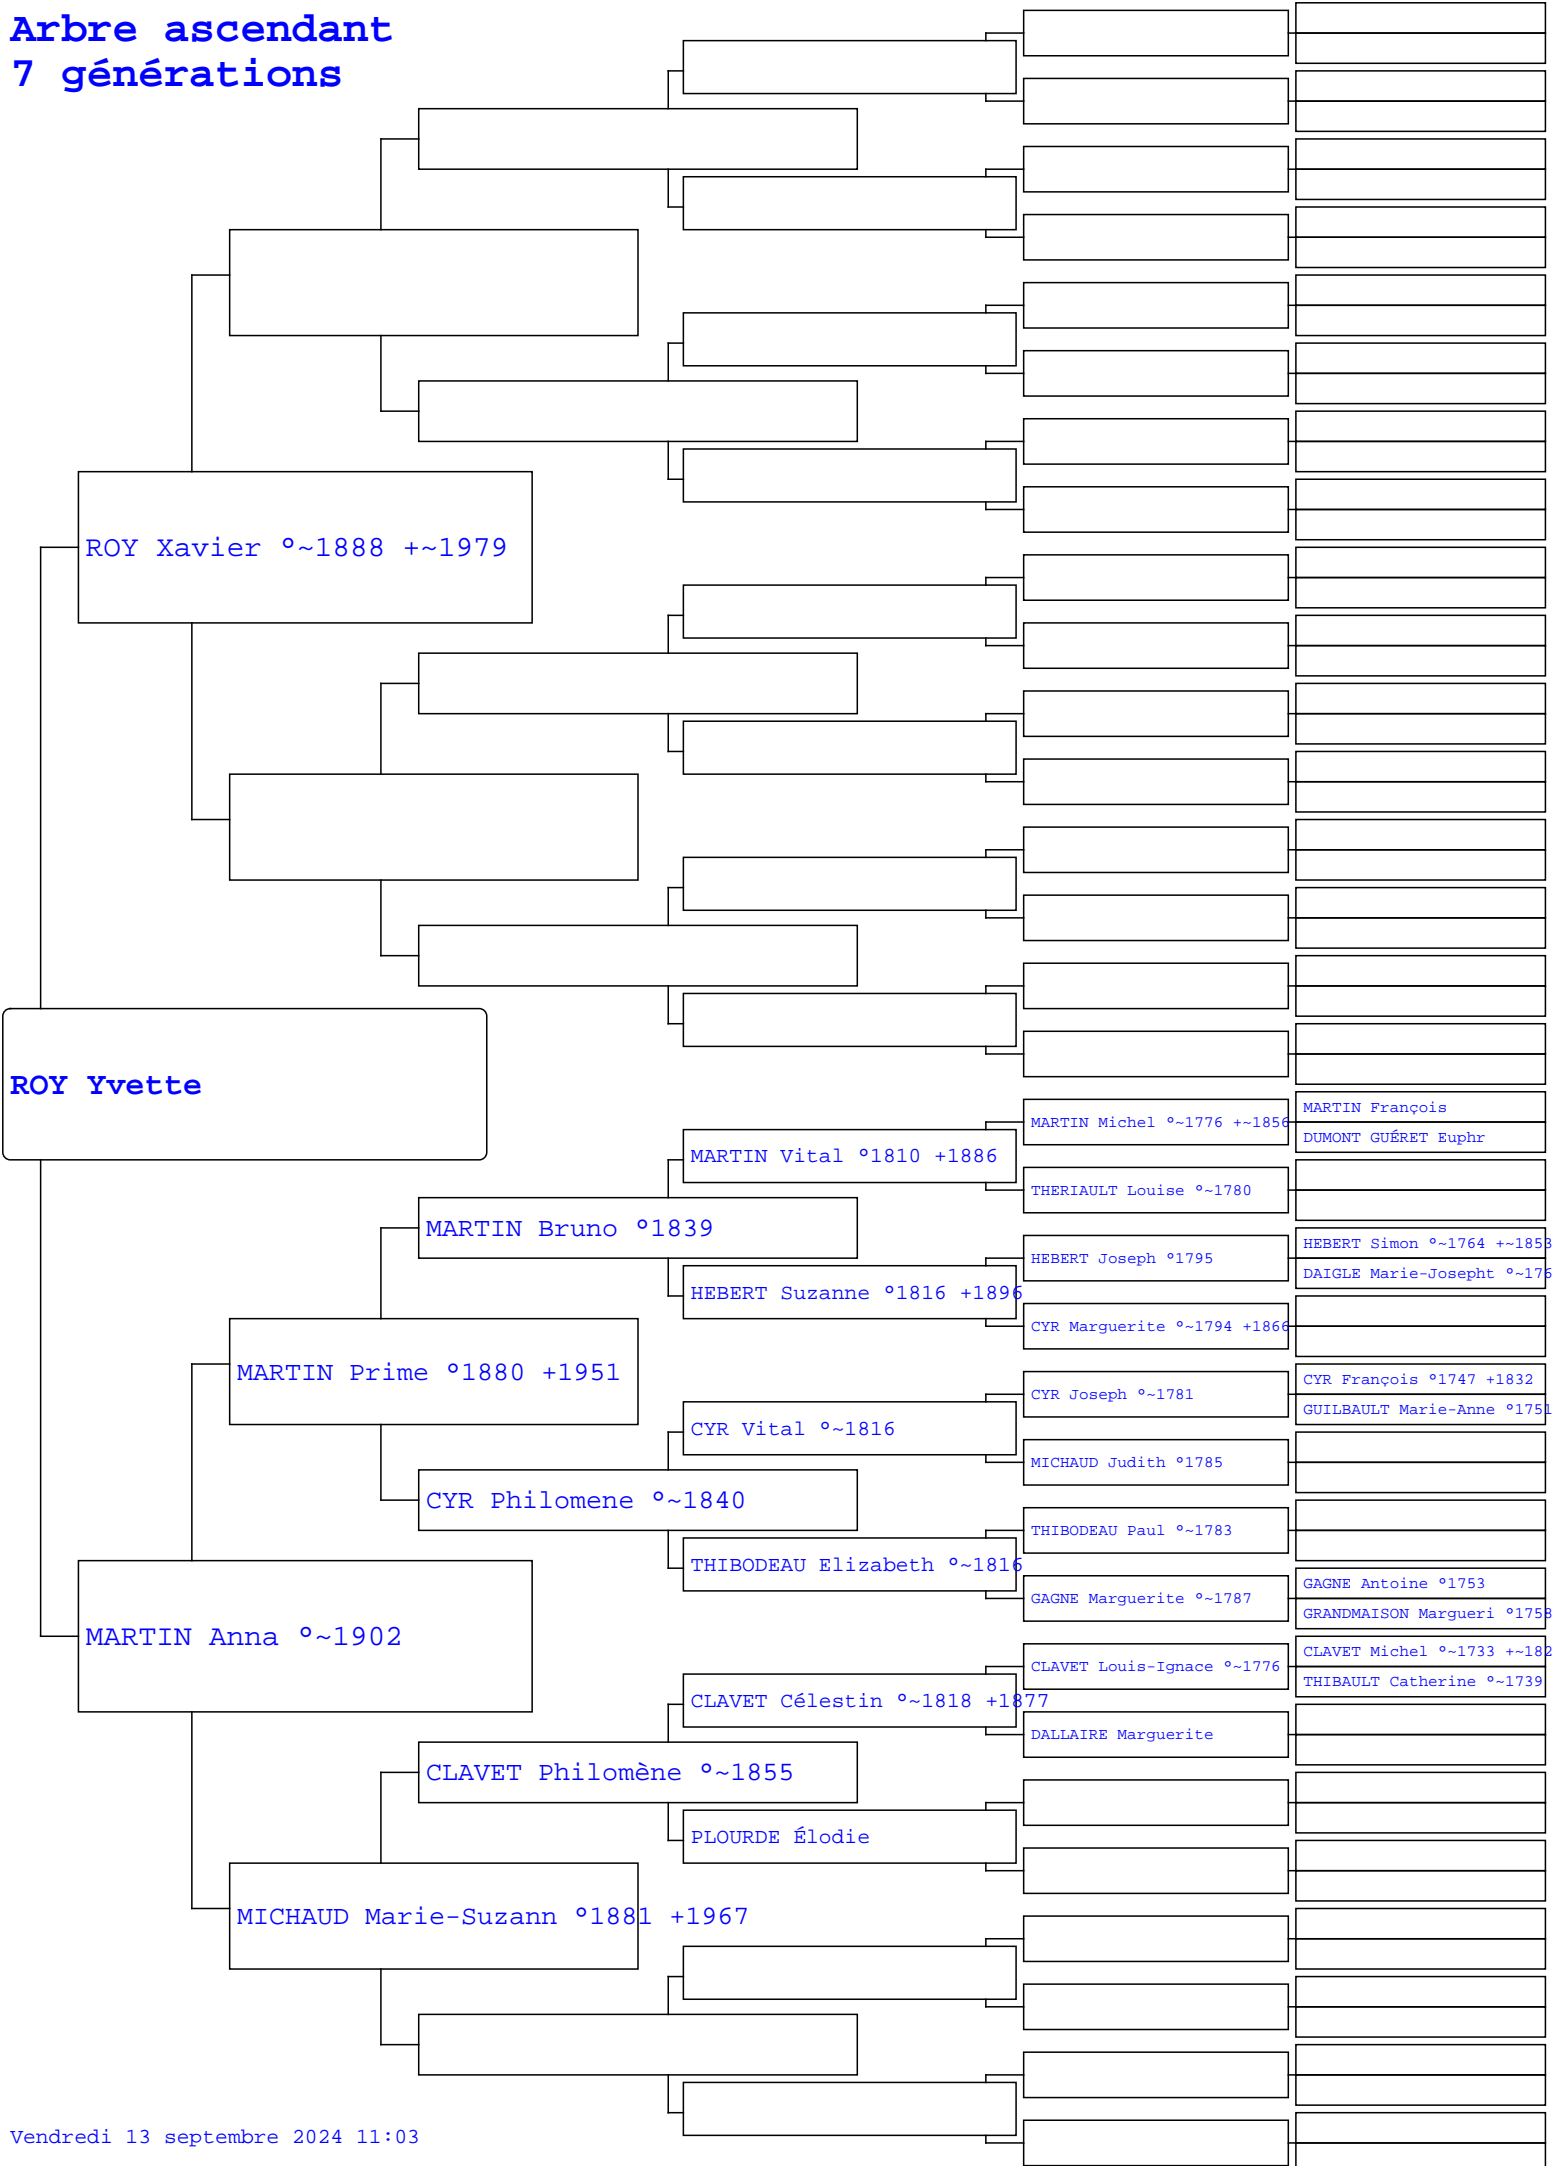 Arbre ascendant
7 générations
ROY Xavier °~1888 +~1979
ROY Yvette
MARTIN François
MARTIN Michel °~1776 +~1856
DUMONT GUÉRET Euphr
MARTIN Vital °1810 +1886
THERIAULT Louise °~1780
MARTIN Bruno °1839
HEBERT Simon °~1764 +~1853
HEBERT Joseph °1795
DAIGLE Marie-Josepht °~176
HEBERT Suzanne °1816 +1896
CYR Marguerite °~1794 +1866
MARTIN Prime °1880 +1951
CYR François °1747 +1832
CYR Joseph °~1781
GUILBAULT Marie-Anne °1751
CYR Vital °~1816
MICHAUD Judith °1785
CYR Philomene °~1840
THIBODEAU Paul °~1783
THIBODEAU Elizabeth °~1816
GAGNE Antoine °1753
GAGNE Marguerite °~1787
GRANDMAISON Margueri °1758
MARTIN Anna °~1902
CLAVET Michel °~1733 +~182
CLAVET Louis-Ignace °~1776
THIBAULT Catherine °~1739
CLAVET Célestin °~1818 +1877
DALLAIRE Marguerite
CLAVET Philomène °~1855
PLOURDE Élodie
MICHAUD Marie-Suzann °1881 +1967
Vendredi 13 septembre 2024 11:03